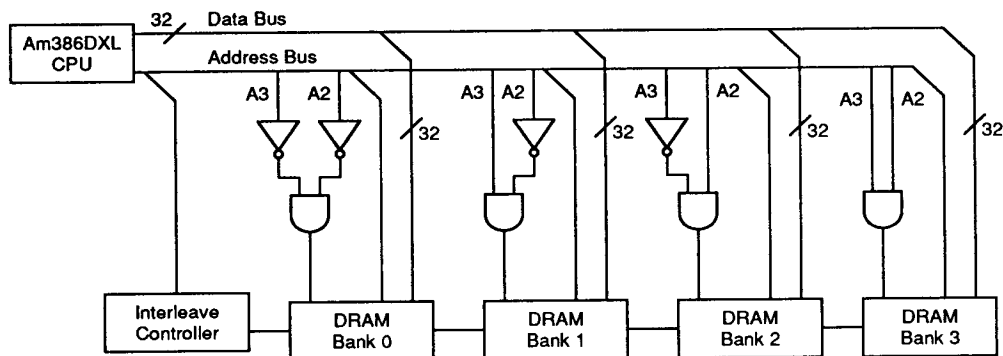 32
Data Bus
Am386DXL
CPU
Address Bus
A3
A2
A3
A2
A3
A2
A3
A2
32
32
32
32
Interleave
Controller
DRAM
Bank 0
DRAM
Bank 1
DRAM
Bank 2
DRAM
Bank 3